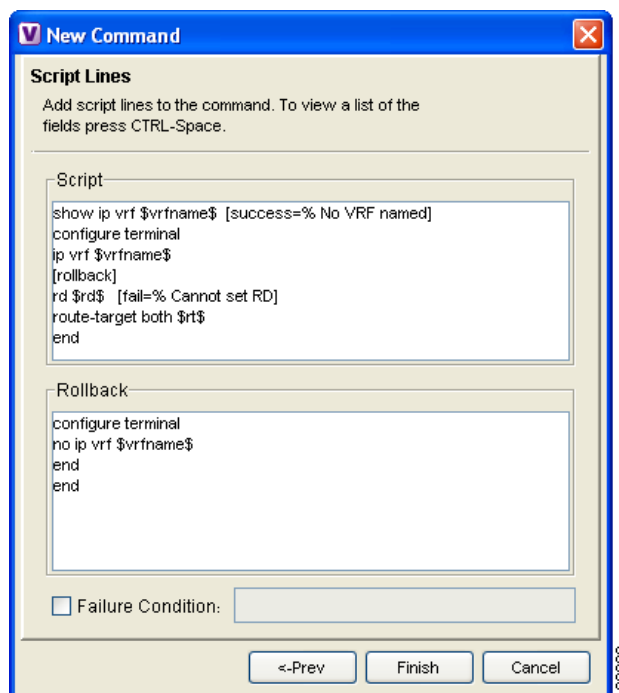 New Command
Script Lines
Add script lines to the command. To view a list of the
fields press CTRL-Space.
Script
show ip vrf $vrfname$ [success=% No VRF named]
configure terminal
ip vrf $vrfname$
[rollback]
rd $rd$ [fail=% Cannot set RD]
route-target both $rt$
end
Rollback
configure terminal
no ip vrf $vrfname$
end
end
Failure Condition:
<-Prev
Finish
Cancel